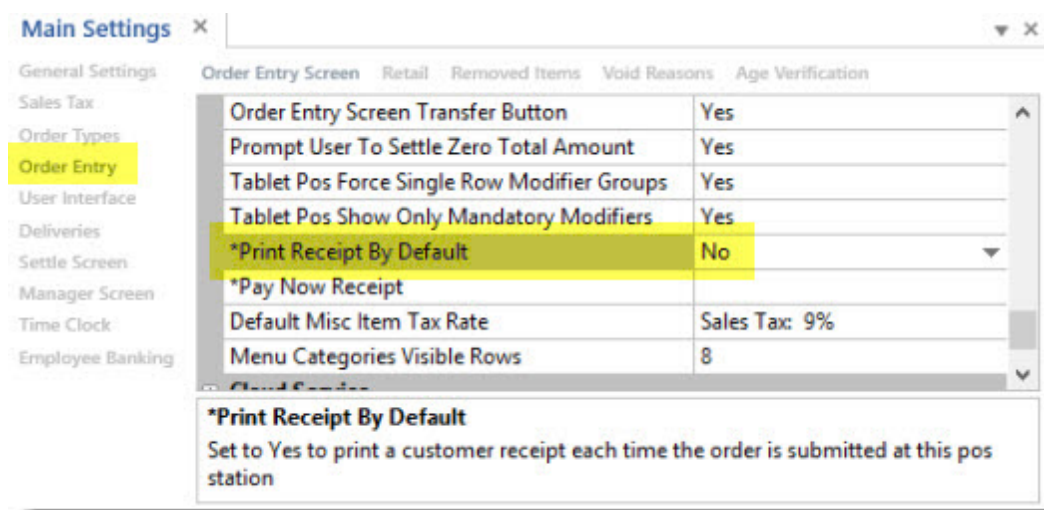 Main Settings ×
General Settings
Sales Tax
Order Types
Order Entry
User Interface
Deliveries
Settle Screen
Manager Screen
Time Clock
Employee Banking
Order Entry Screen Retail Removed Items Void Reasons Age Verification
Order Entry Screen Transfer Button Yes
Prompt User To Settle Zero Total Amount Yes
Tablet Pos Force Single Row Modifier Groups Yes
Tablet Pos Show Only Mandatory Modifiers Yes
*Print Receipt By Default No
*Pay Now Receipt
Default Misc Item Tax Rate Sales Tax: 9%
Menu Categories Visible Rows 8
Cloud Service
*Print Receipt By Default
Set to Yes to print a customer receipt each time the order is submitted at this pos
station